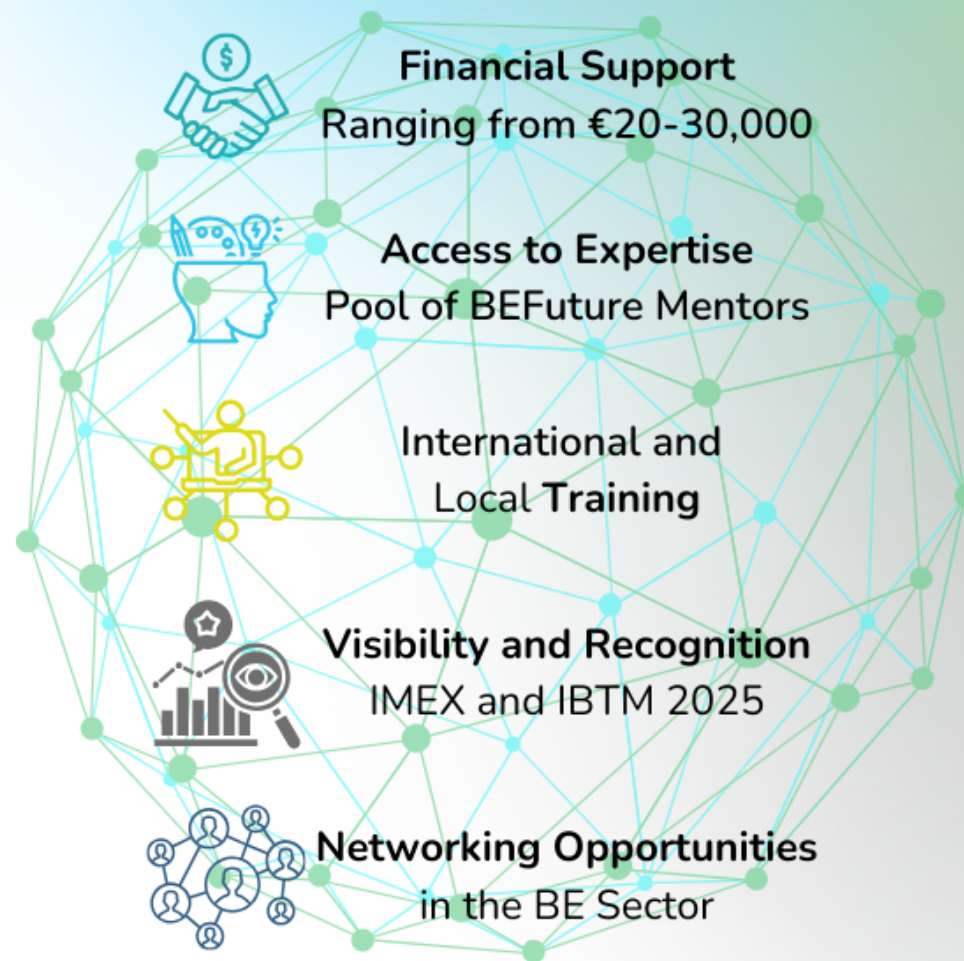 Financial Support
Ranging from €20-30,000
Access to Expertise
Pool of BEFuture Mentors
International and
Local Training
Visibility and Recognition
IMEX and IBTM 2025
Networking Opportunities
in the BE Sector